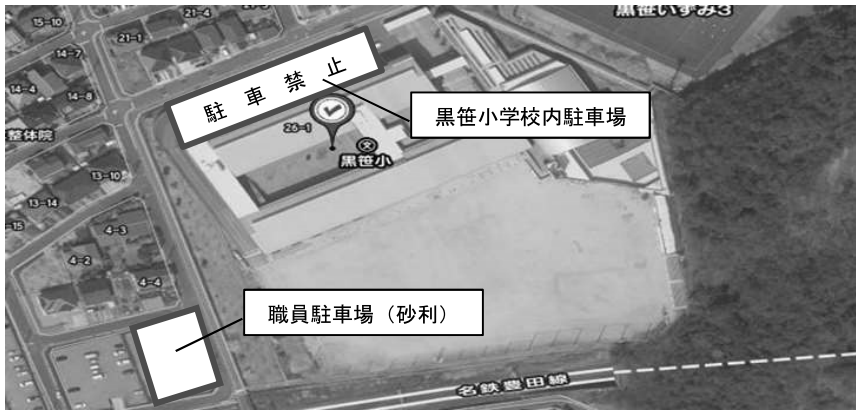 黒笹いずみ3
15-10
21-4
21-1
14-7
14-4
14-8
整体院
駐車禁止
黒笹小学校内駐車場
26-1
文
黒笹小
13-10
13-14
-15
4-3
4-2
4-4
職員駐車場（砂利）
名鉄豊田線